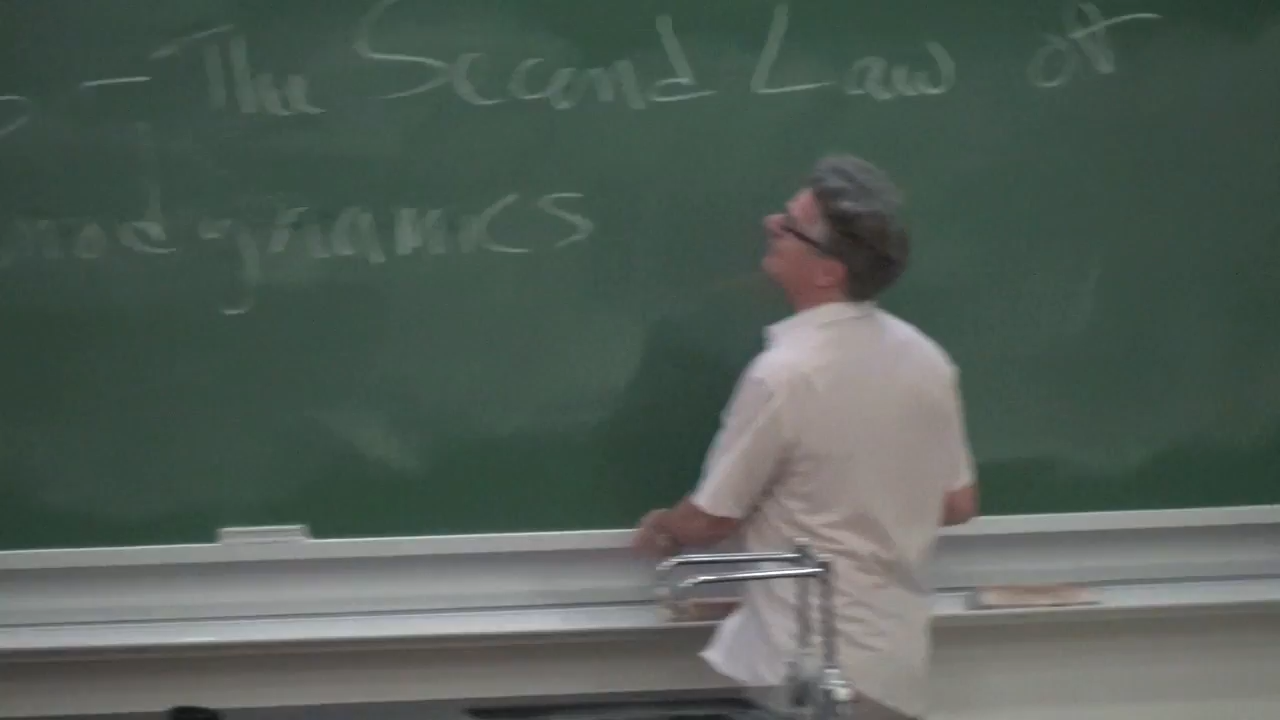 - The Second Law of
modynamics